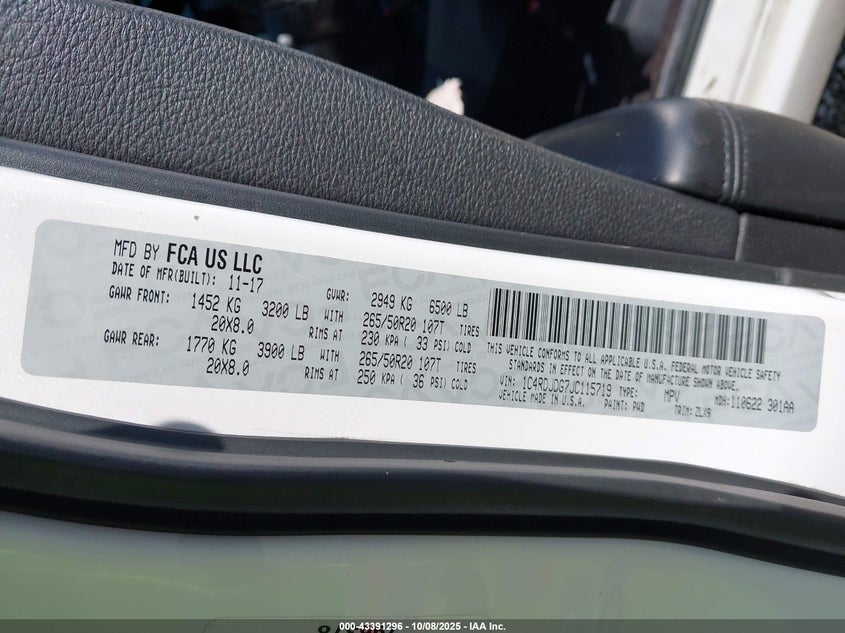 MFD BY FCA US LLC
DATE OF MFR(BUILT): 11-17
GVWR: 2949 KG 6500 LB
GAWR FRONT: 1452 KG 3200 LB WITH 265/50R20 107T TIRES
20X8.0 RIMS AT 230 KPA ( 33 PSI) COLD
GAWR REAR: 1770 KG 3900 LB WITH 265/50R20 107T TIRES
20X8.0 RIMS AT 250 KPA ( 36 PSI) COLD
THIS VEHICLE CONFORMS TO ALL APPLICABLE U.S.A. FEDERAL MOTOR VEHICLE SAFETY
STANDARDS IN EFFECT ON THE DATE OF MANUFACTURE SHOWN ABOVE.
VIN: 1C4RDJDG7JC115719 TYPE: MPV MDH: 110622 301AA
VEHICLE MADE IN U.S.A. PAINT: PWD TRIM: ZLX9
000-43391296 - 10/08/2025 - IAA Inc.